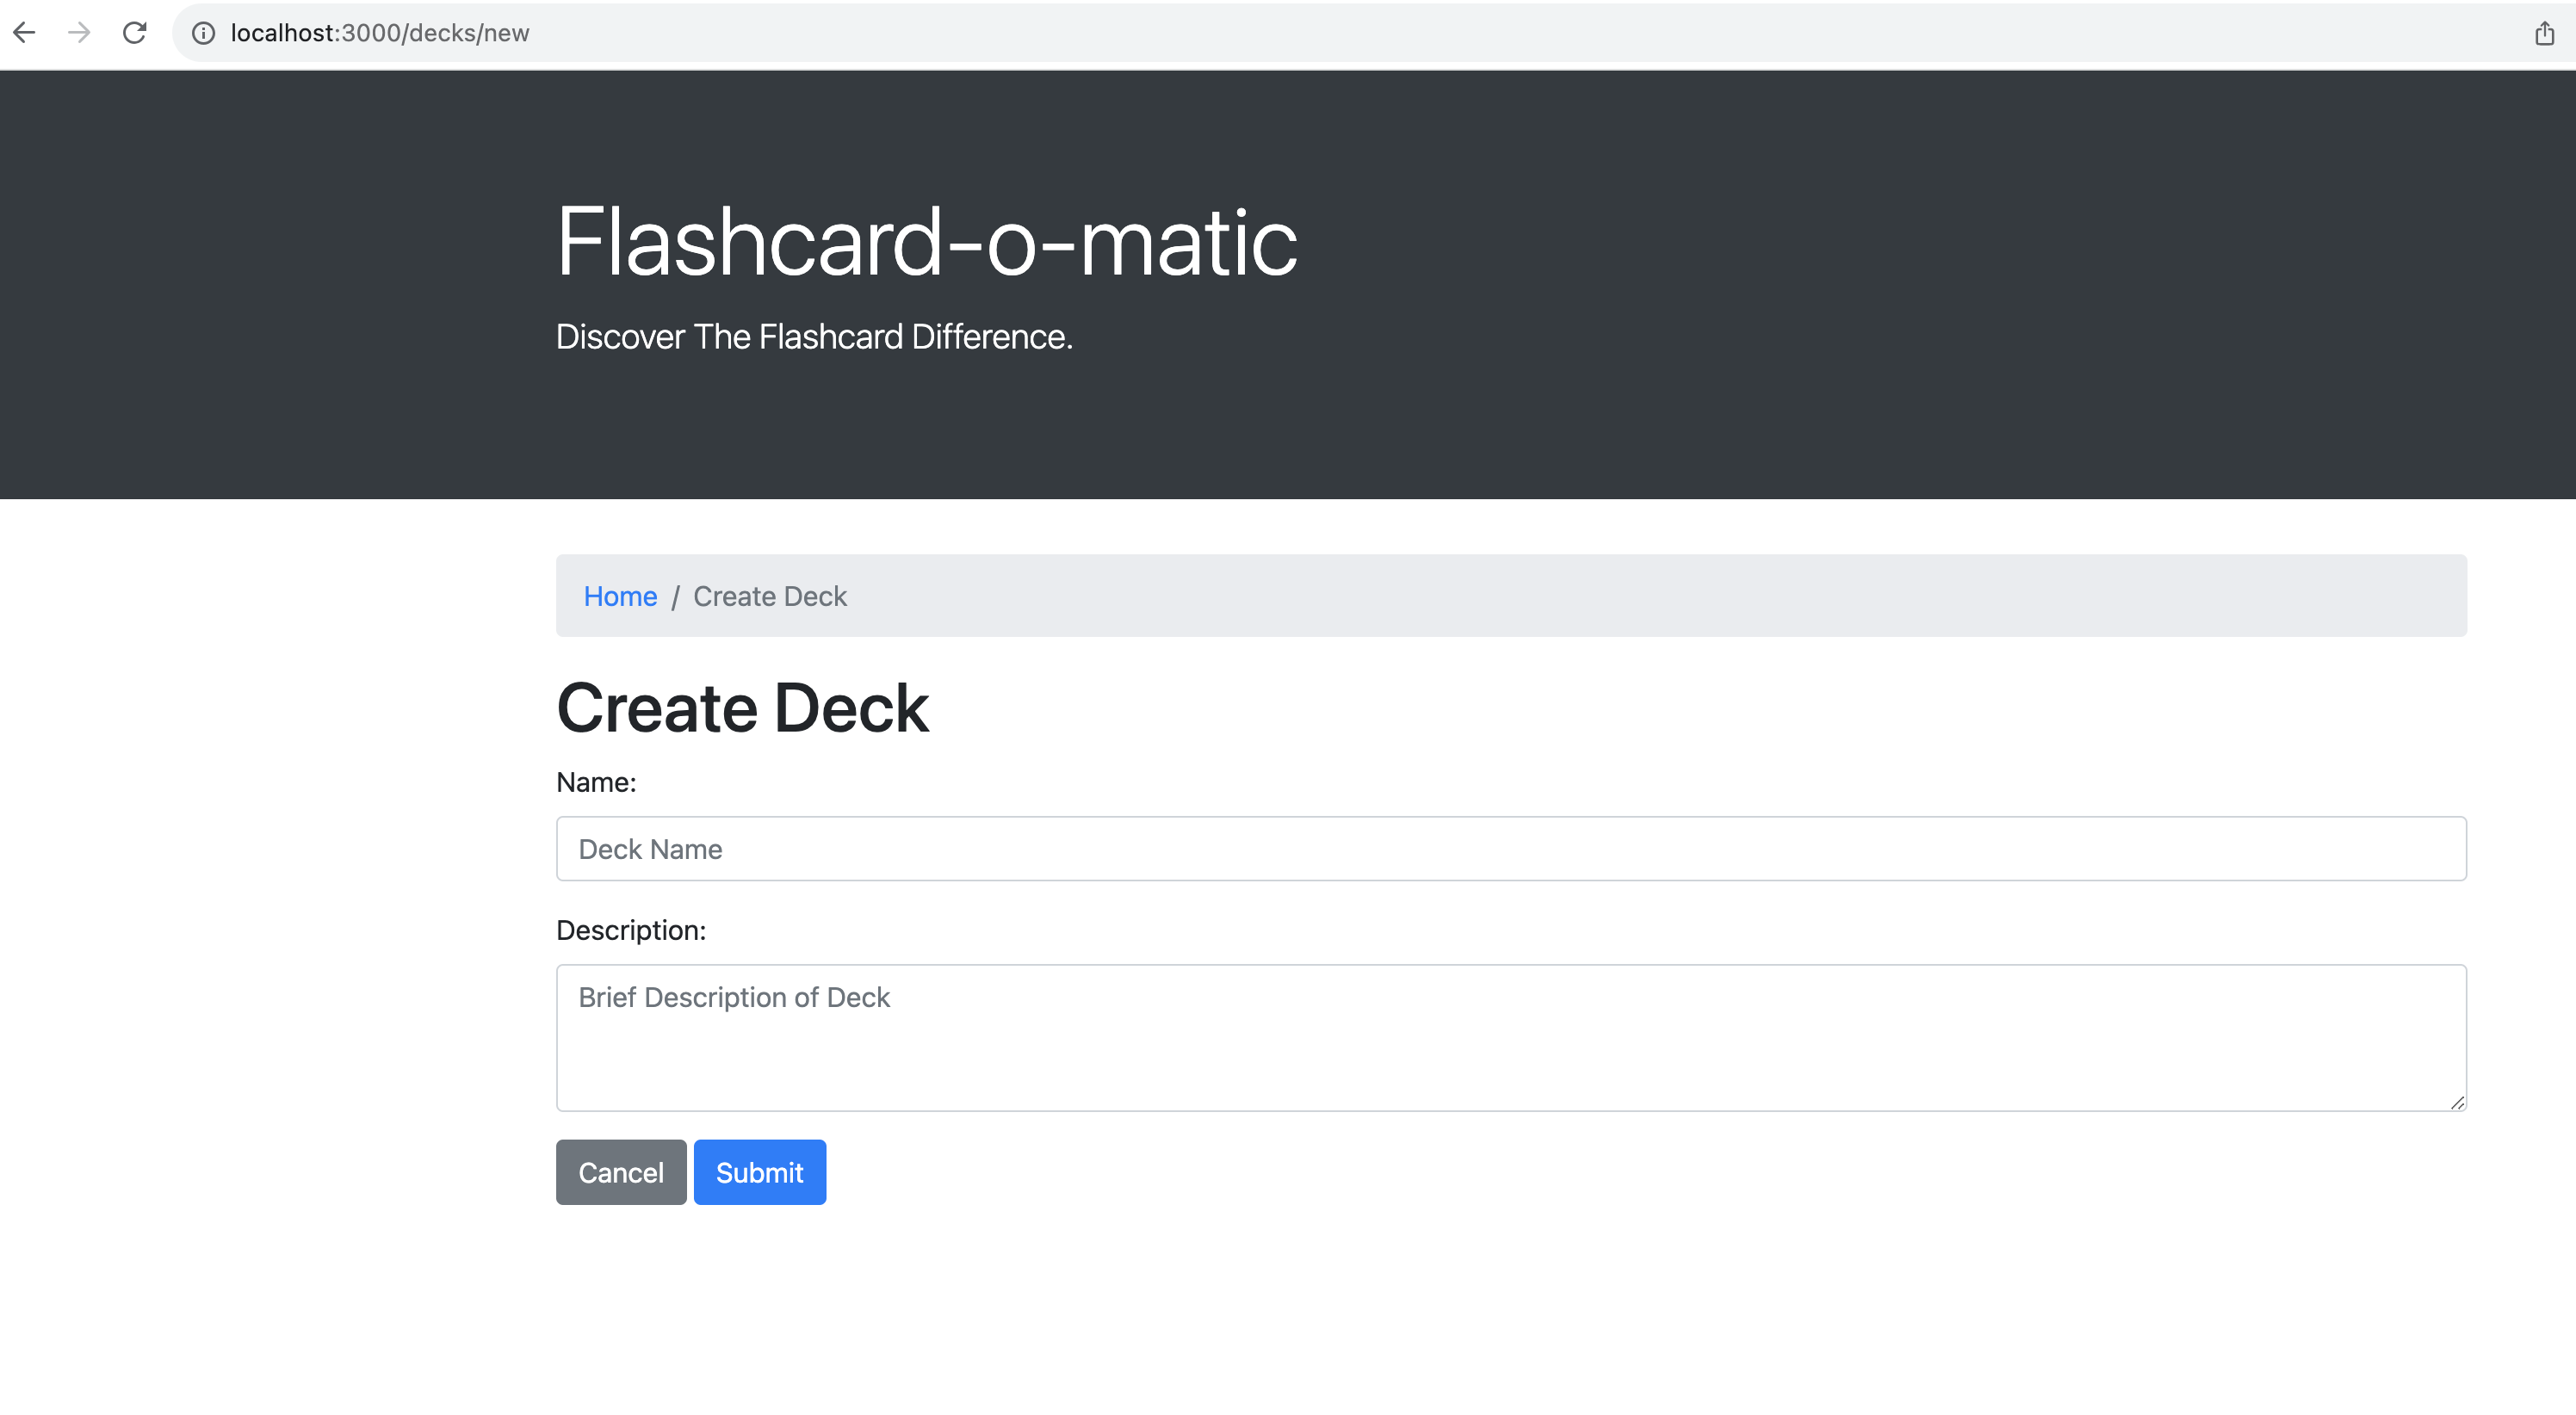 localhost:3000/decks/new
Flashcard-o-matic
Discover The Flashcard Difference.
Home / Create Deck
Create Deck
Name:
Deck Name
Description:
Brief Description of Deck
Cancel Submit